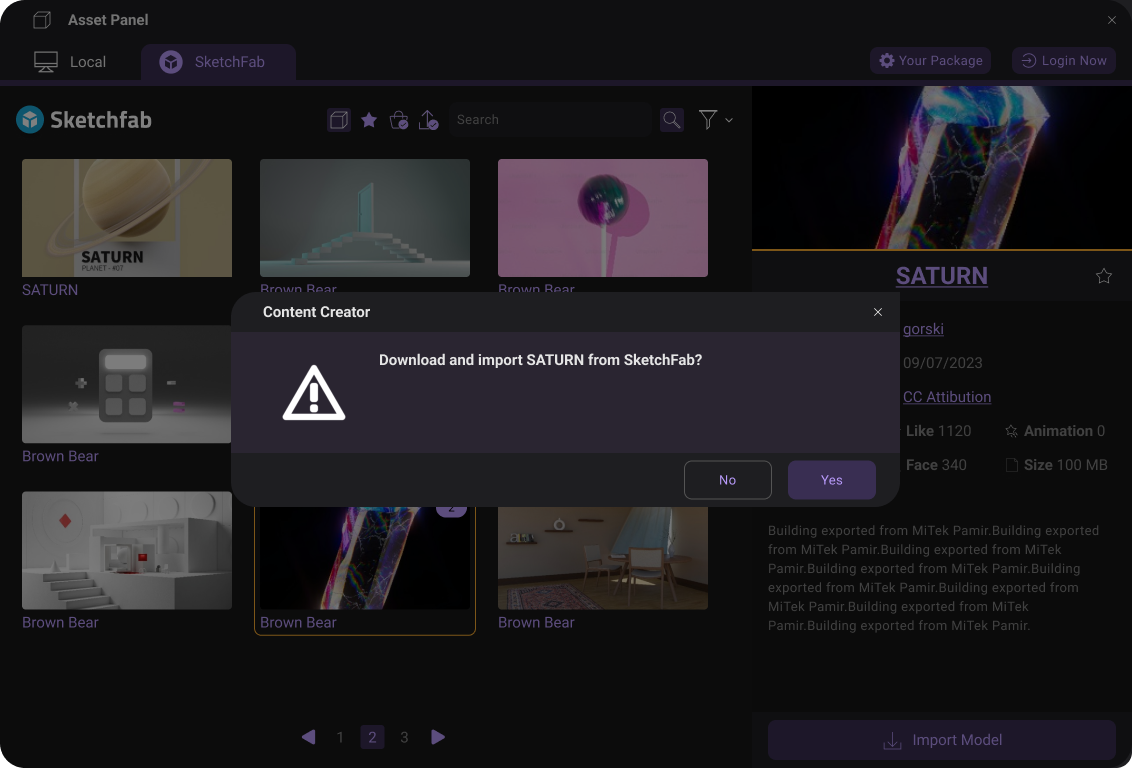 Asset Panel
Local
SketchFab
Your Package
Login Now
Sketchfab
Search
SATURN
PLANET - #07
SATURN
Brown Bear
Brown Bear
SATURN
gorski
09/07/2023
CC Attibution
Like 1120
Animation 0
Face 340
Size 100 MB
Content Creator
Download and import SATURN from SketchFab?
No
Yes
Brown Bear
2
Brown Bear
Brown Bear
Brown Bear
Building exported from MiTek Pamir.Building exported
from MiTek Pamir.Building exported from MiTek
Pamir.Building exported from MiTek Pamir.Building
exported from MiTek Pamir.Building exported from
MiTek Pamir.Building exported from MiTek
Pamir.Building exported from MiTek Pamir.
1
2
3
Import Model